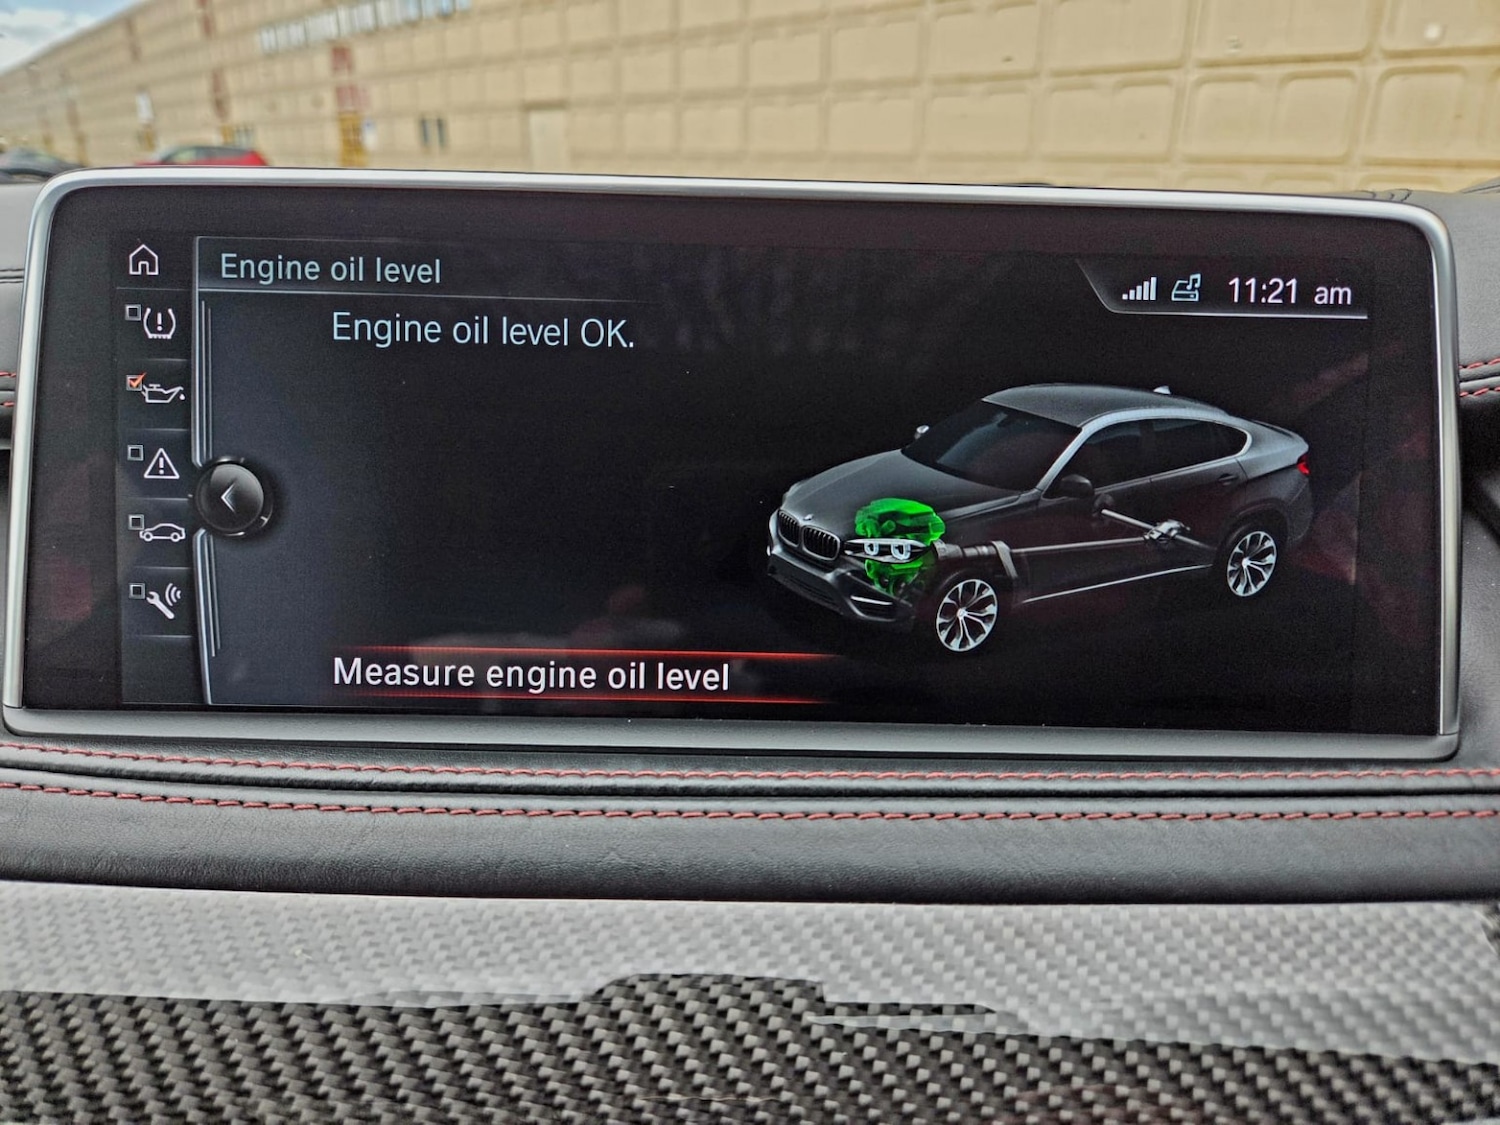 Engine oil level
11:21 am
Engine oil level OK.
Measure engine oil level